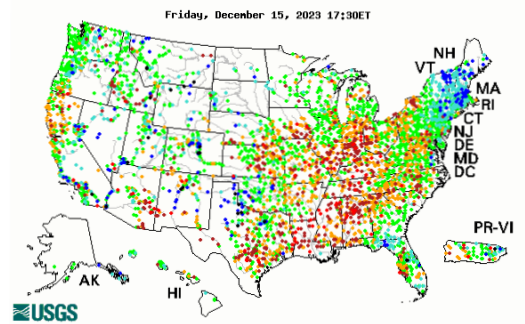 Friday, December 15, 2023 17:30ET
NH
VT
MA
RI
CT
NJ
DE
MD
DC
PR-VI
AK
HI
USGS